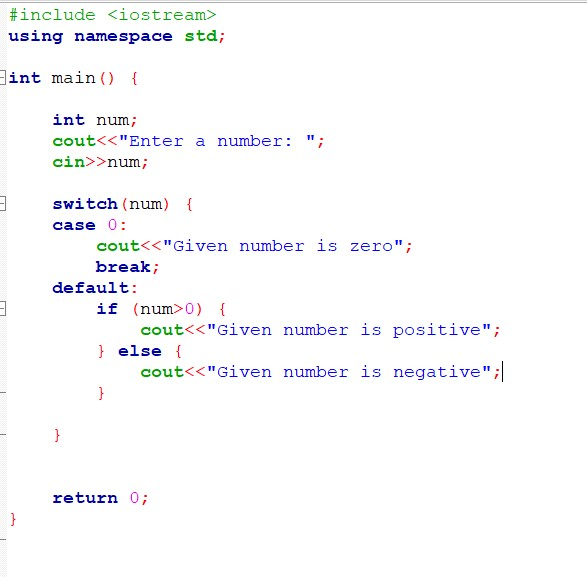 #include <iostream>
using namespace std;
int main() {
int num;
cout<<"Enter a number: ";
cin>>num;
switch(num) {
case 0:
cout<<"Given number is zero";
break;
default:
if (num>0) {
cout<<"Given number is positive";
} else {
cout<<"Given number is negative";
}
}
return 0;
}